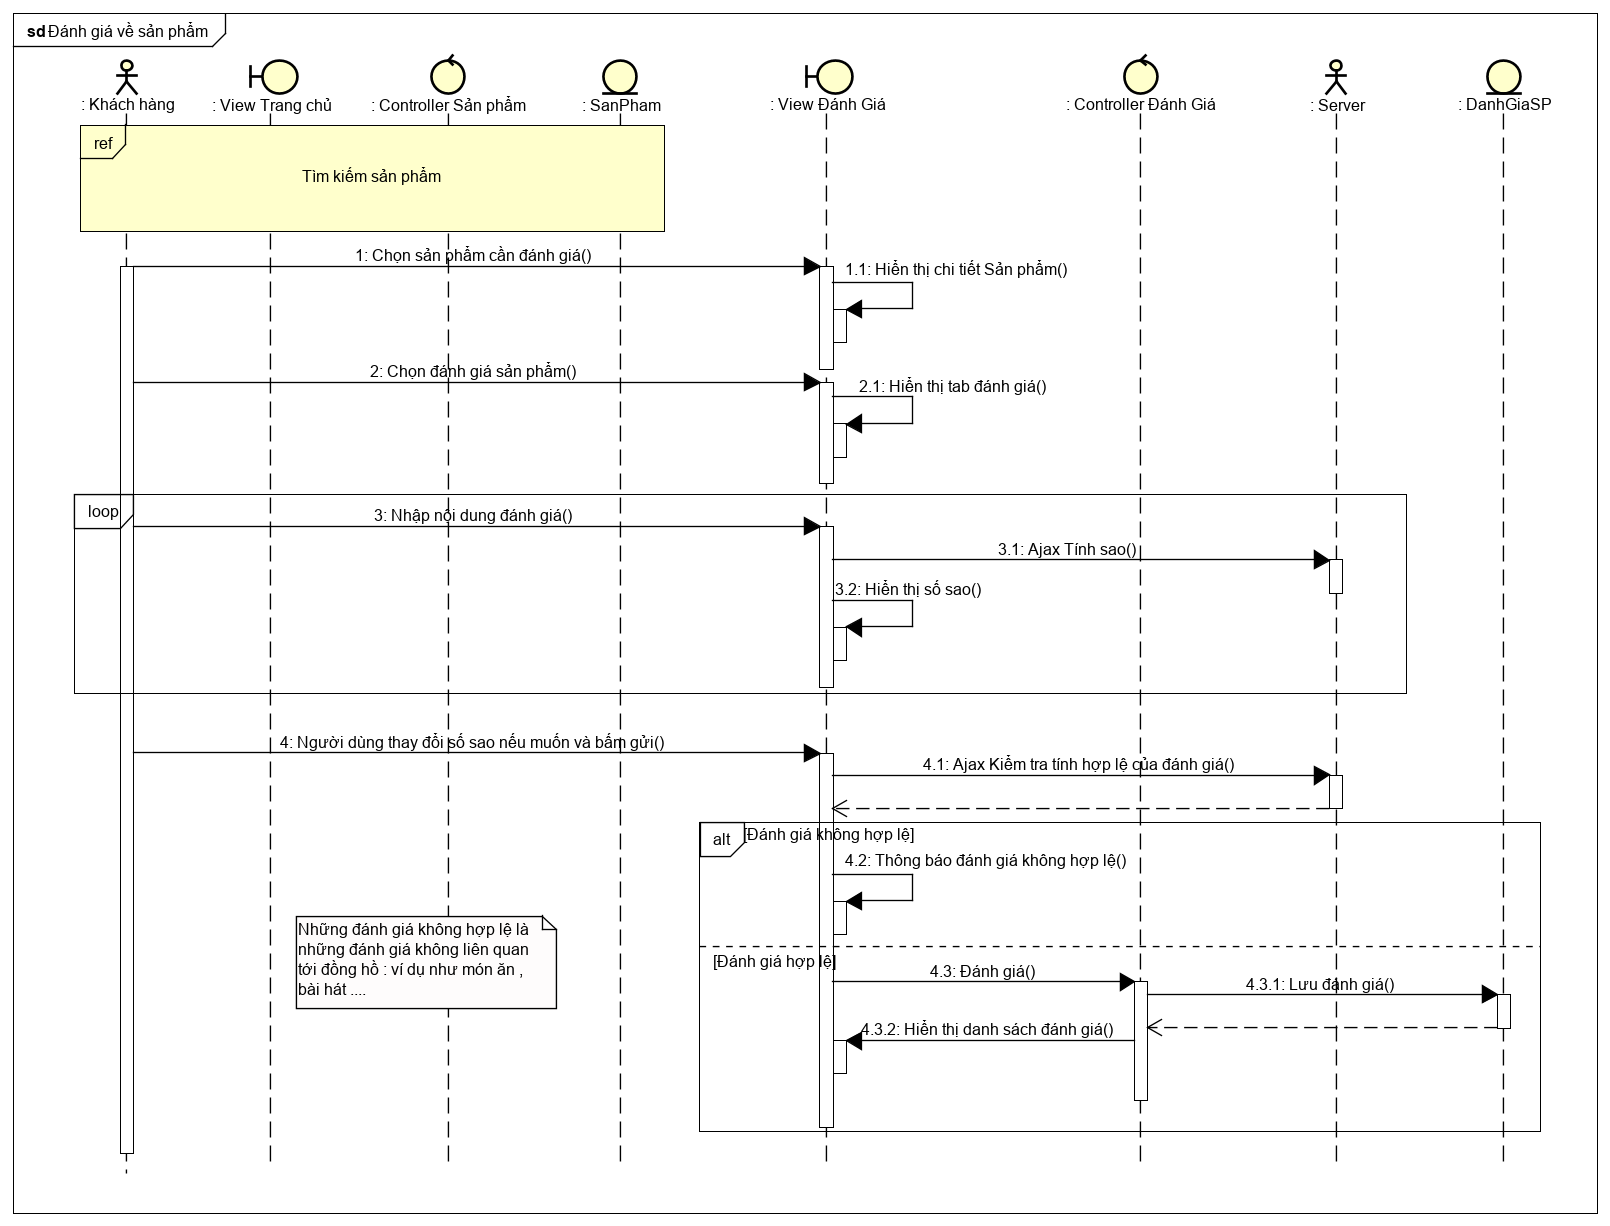 sd Đánh giá về sản phẩm
: Khách hàng
: View Trang chủ
: Controller Sản phẩm
: SanPham
: View Đánh Giá
: Controller Đánh Giá
: Server
: DanhGiaSP
ref
Tìm kiếm sản phẩm
1: Chọn sản phẩm cần đánh giá()
1.1: Hiển thị chi tiết Sản phẩm()
2: Chọn đánh giá sản phẩm()
2.1: Hiển thị tab đánh giá()
loop
3: Nhập nội dung đánh giá()
3.1: Ajax Tính sao()
3.2: Hiển thị số sao()
4: Người dùng thay đổi số sao nếu muốn và bấm gửi()
4.1: Ajax Kiểm tra tính hợp lệ của đánh giá()
alt
[Đánh giá không hợp lệ]
4.2: Thông báo đánh giá không hợp lệ()
Những đánh giá không hợp lệ là
những đánh giá không liên quan
tới đồng hồ : ví dụ như món ăn ,
bài hát ....
[Đánh giá hợp lệ]
4.3: Đánh giá()
4.3.1: Lưu đánh giá()
4.3.2: Hiển thị danh sách đánh giá()